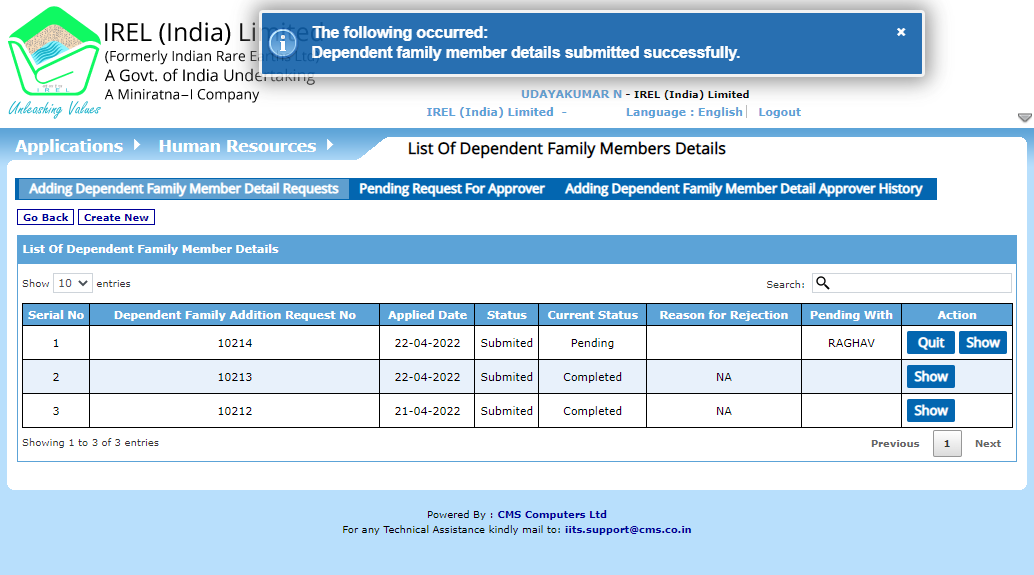 IREL (India) Limited
(Formerly Indian Rare Earths Ltd)
A Govt. of India Undertaking
A Miniratna–I Company
IREL
Unleashing Values
The following occurred:
Dependent family member details submitted successfully.
×
UDAYAKUMAR N - IREL (India) Limited
IREL (India) Limited - Language : English Logout
Applications Human Resources List Of Dependent Family Members Details
Adding Dependent Family Member Detail Requests Pending Request For Approver Adding Dependent Family Member Detail Approver History
Go Back Create New
List Of Dependent Family Member Details
Show 10 entries Search:
Serial No Dependent Family Addition Request No Applied Date Status Current Status Reason for Rejection Pending With Action
1 10214 22-04-2022 Submited Pending RAGHAV Quit Show
2 10213 22-04-2022 Submited Completed NA Show
3 10212 21-04-2022 Submited Completed NA Show
Showing 1 to 3 of 3 entries Previous 1 Next
Powered By : CMS Computers Ltd
For any Technical Assistance kindly mail to: iits.support@cms.co.in